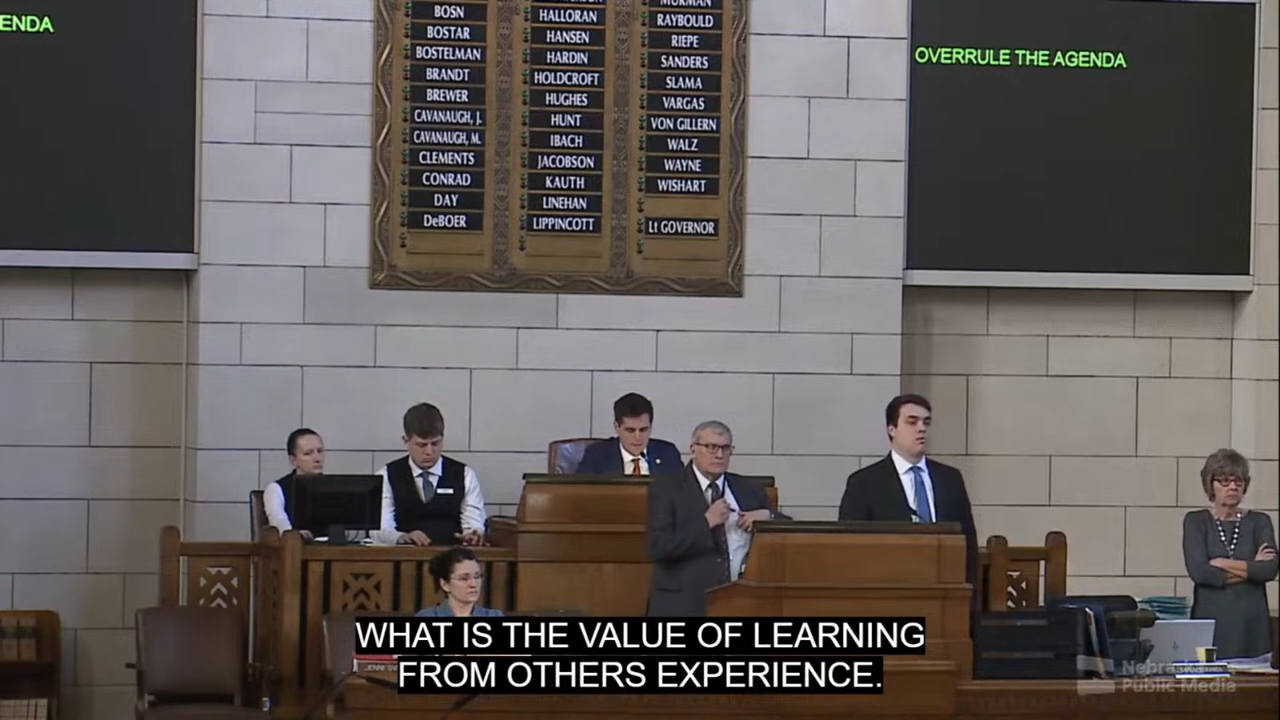 ENDA
BOSN
BOSTAR
BOSTELMAN
BRANDT
BREWER
CAVANAUGH, J.
CAVANAUGH, M.
CLEMENTS
CONRAD
DAY
DeBOER
HALLORAN
HANSEN
HARDIN
HOLDCROFT
HUGHES
HUNT
IBACH
JACOBSON
KAUTH
LINEHAN
LIPPINCOTT
MURMAN
RAYBOULD
RIEPE
SANDERS
SLAMA
VARGAS
VON GILLERN
WALZ
WAYNE
WISHART
Lt GOVERNOR
OVERRULE THE AGENDA
WHAT IS THE VALUE OF LEARNING
FROM OTHERS EXPERIENCE.
Nebraska
Public Media